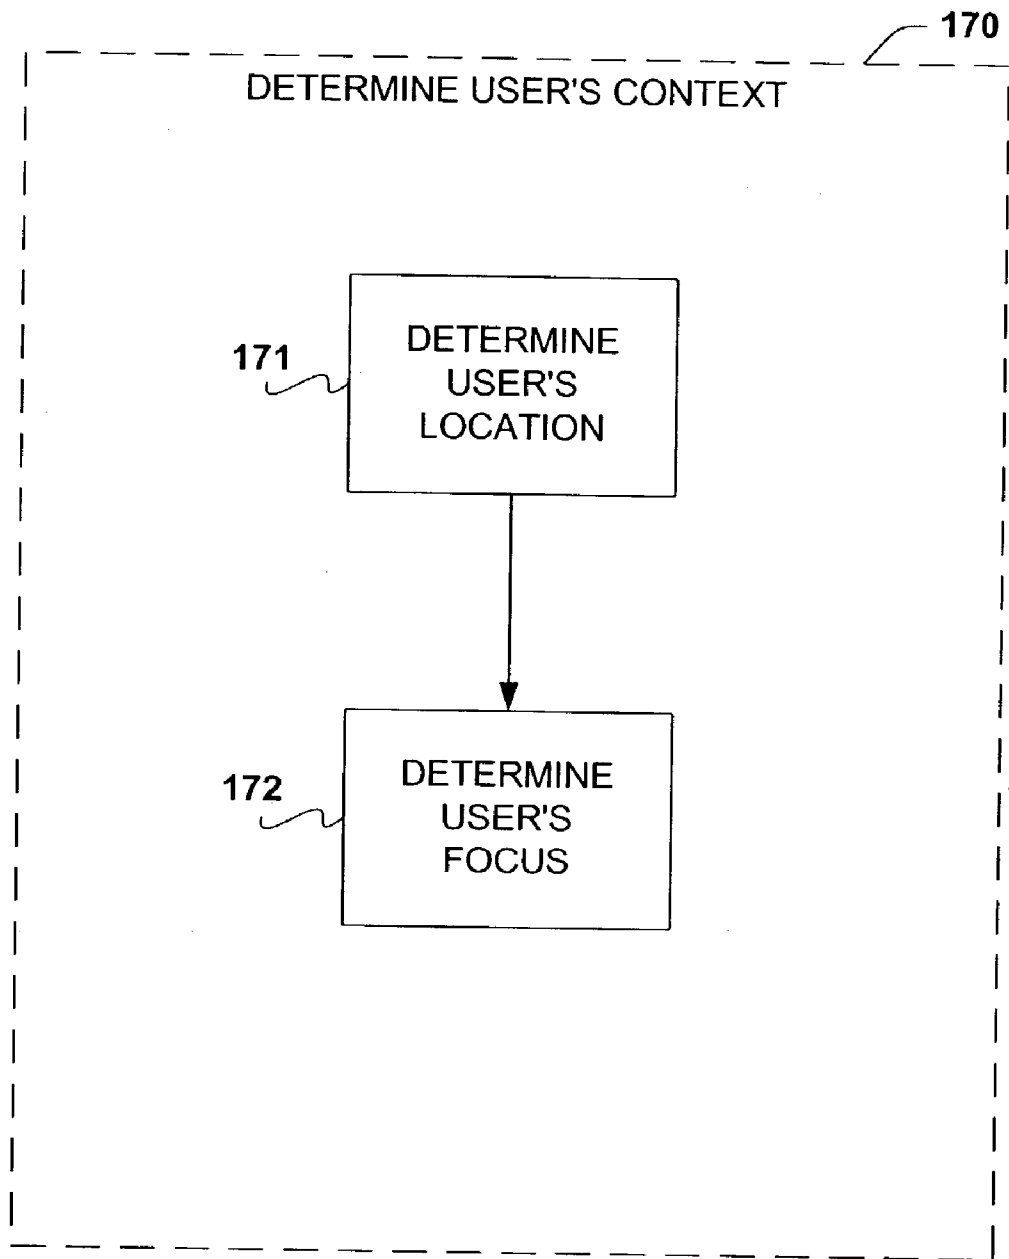 170
DETERMINE USER'S CONTEXT
171
DETERMINE
USER'S
LOCATION
172
DETERMINE
USER'S
FOCUS